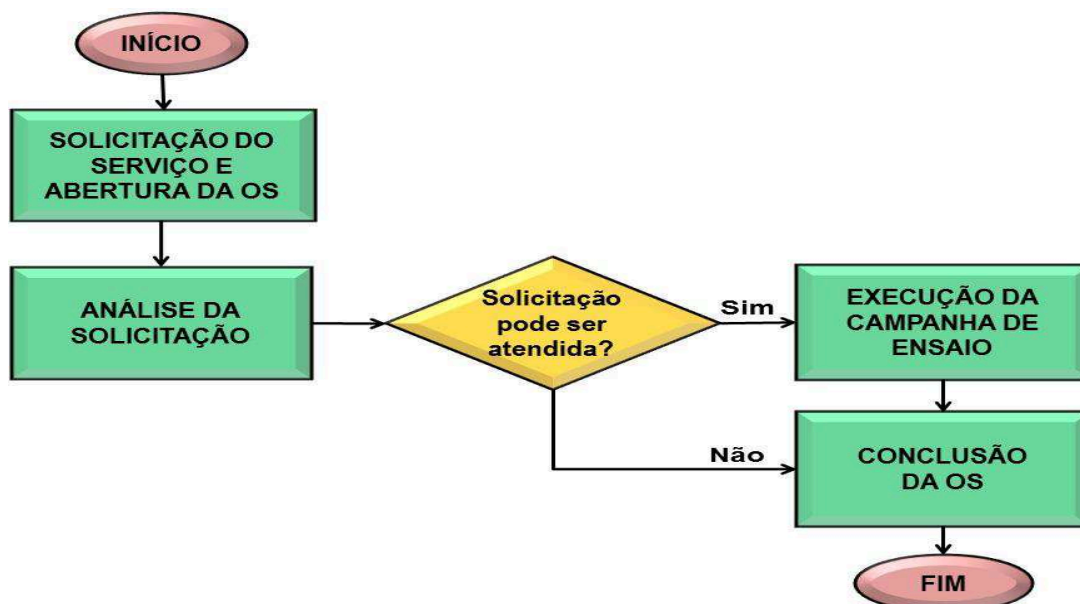 INÍCIO
SOLICITAÇÃO DO
SERVIÇO E
ABERTURA DA OS
ANÁLISE DA
SOLICITAÇÃO
Solicitação
pode ser
atendida?
Sim
EXECUÇÃO DA
CAMPANHA DE
ENSAIO
Não
CONCLUSÃO
DA OS
FIM